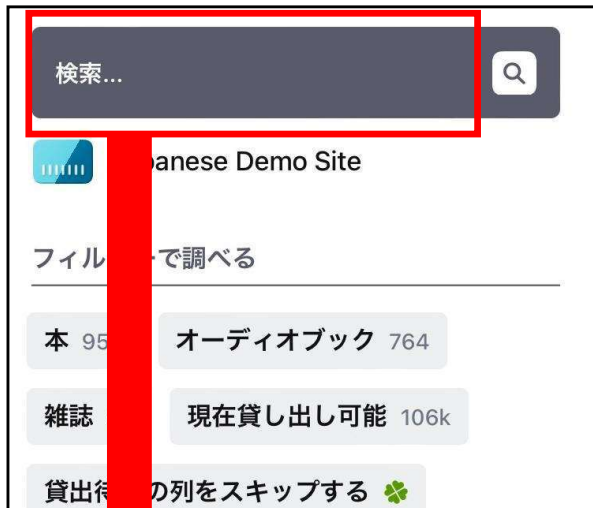 検索...
anese Demo Site
フィル で調べる
本 95 オーディオブック 764
雑誌 現在貸し出し可能 106k
貸出待 の列をスキップする 🍀